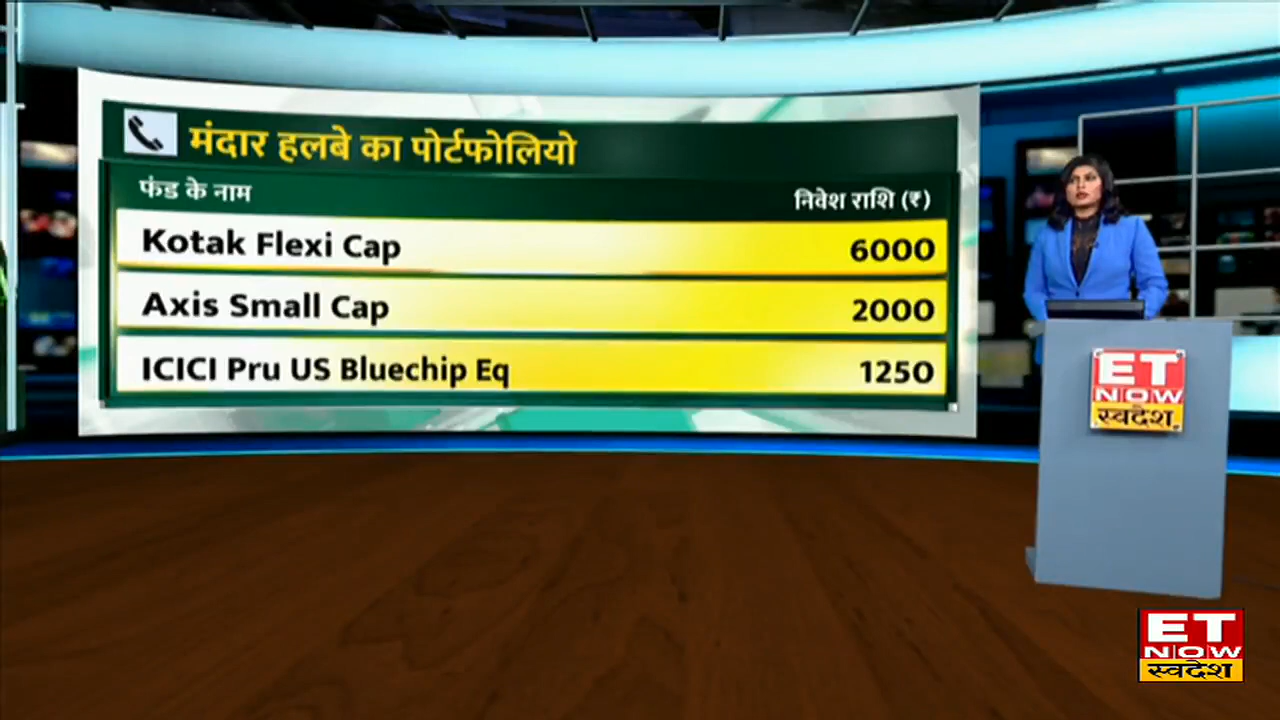 मंदार हलबे का पोर्टफोलियो
फंड के नाम निवेश राशि (₹)
Kotak Flexi Cap 6000
Axis Small Cap 2000
ICICI Pru US Bluechip Eq 1250
ET
NOW
स्वदेश
ET
NOW
स्वदेश